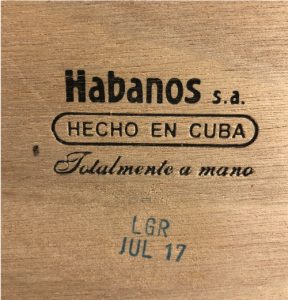 Habanos s.a.
HECHO EN CUBA
Totalmente a mano
LGR
JUL 17